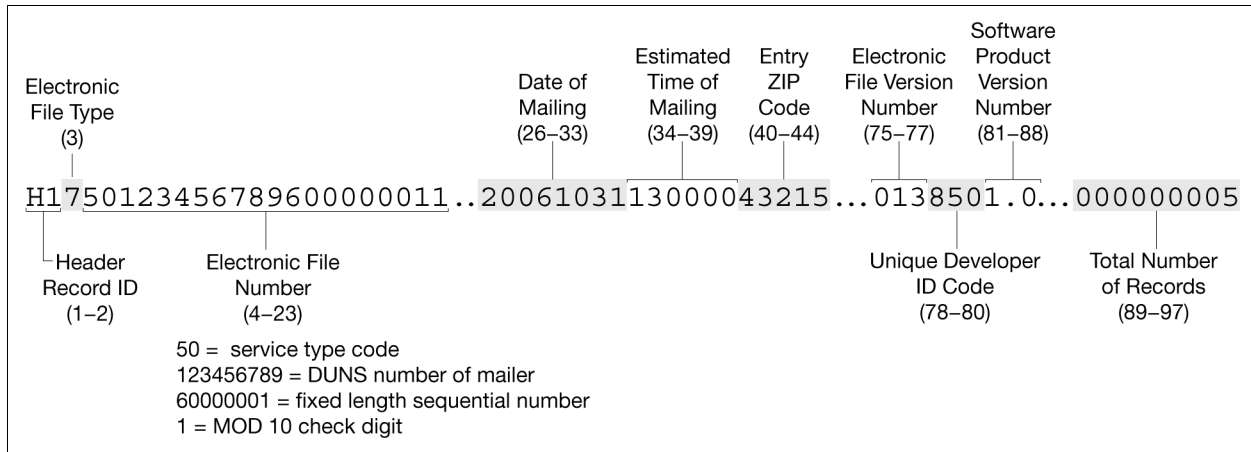 Electronic
File Type
(3)
Date of
Mailing
(26–33)
Estimated
Time of
Mailing
(34–39)
Entry
ZIP
Code
(40–44)
Electronic
File Version
Number
(75–77)
Software
Product
Version
Number
(81–88)
H1750123456789600000011..2006103113000043215...0138501.0...000000005
Header
Record ID
(1–2)
Electronic File
Number
(4–23)
Unique Developer
ID Code
(78–80)
Total Number
of Records
(89–97)
50 = service type code
123456789 = DUNS number of mailer
60000001 = fixed length sequential number
1 = MOD 10 check digit